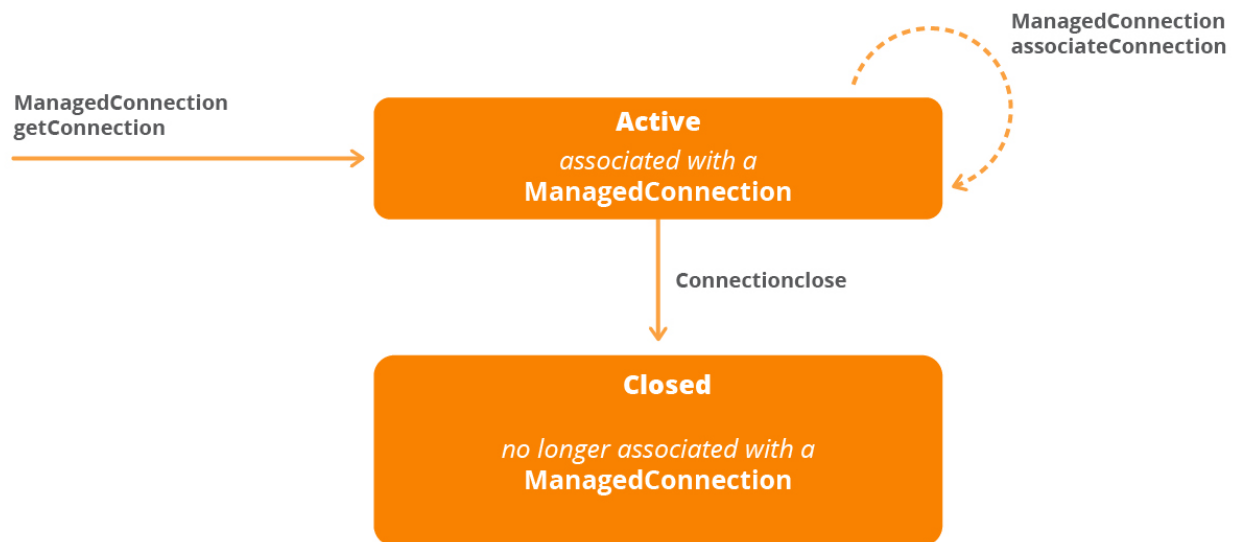 ManagedConnection
associateConnection
ManagedConnection
getConnection
Active
associated with a
ManagedConnection
Connectionclose
Closed
no longer associated with a
ManagedConnection